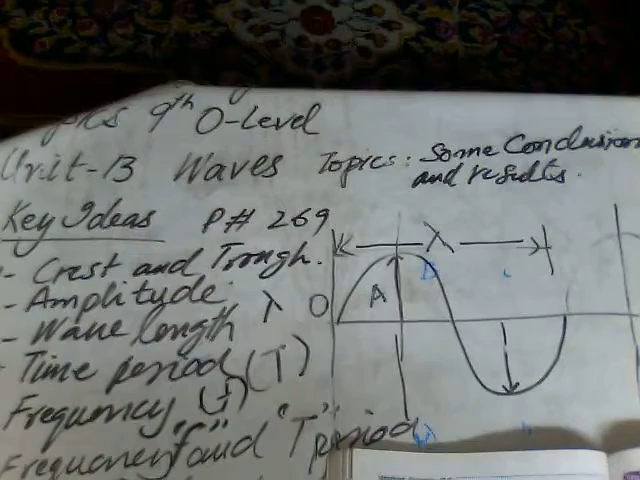 9th O-Level
Unit-13 Waves Topics: Some Conclusion
and results.
Key Ideas P# 269
- Crest and Trough.
- Amplitude.
- Wave length λ
- Time period (T)
Frequency (f)
Frequency "f" and "T" period
λ
O
A